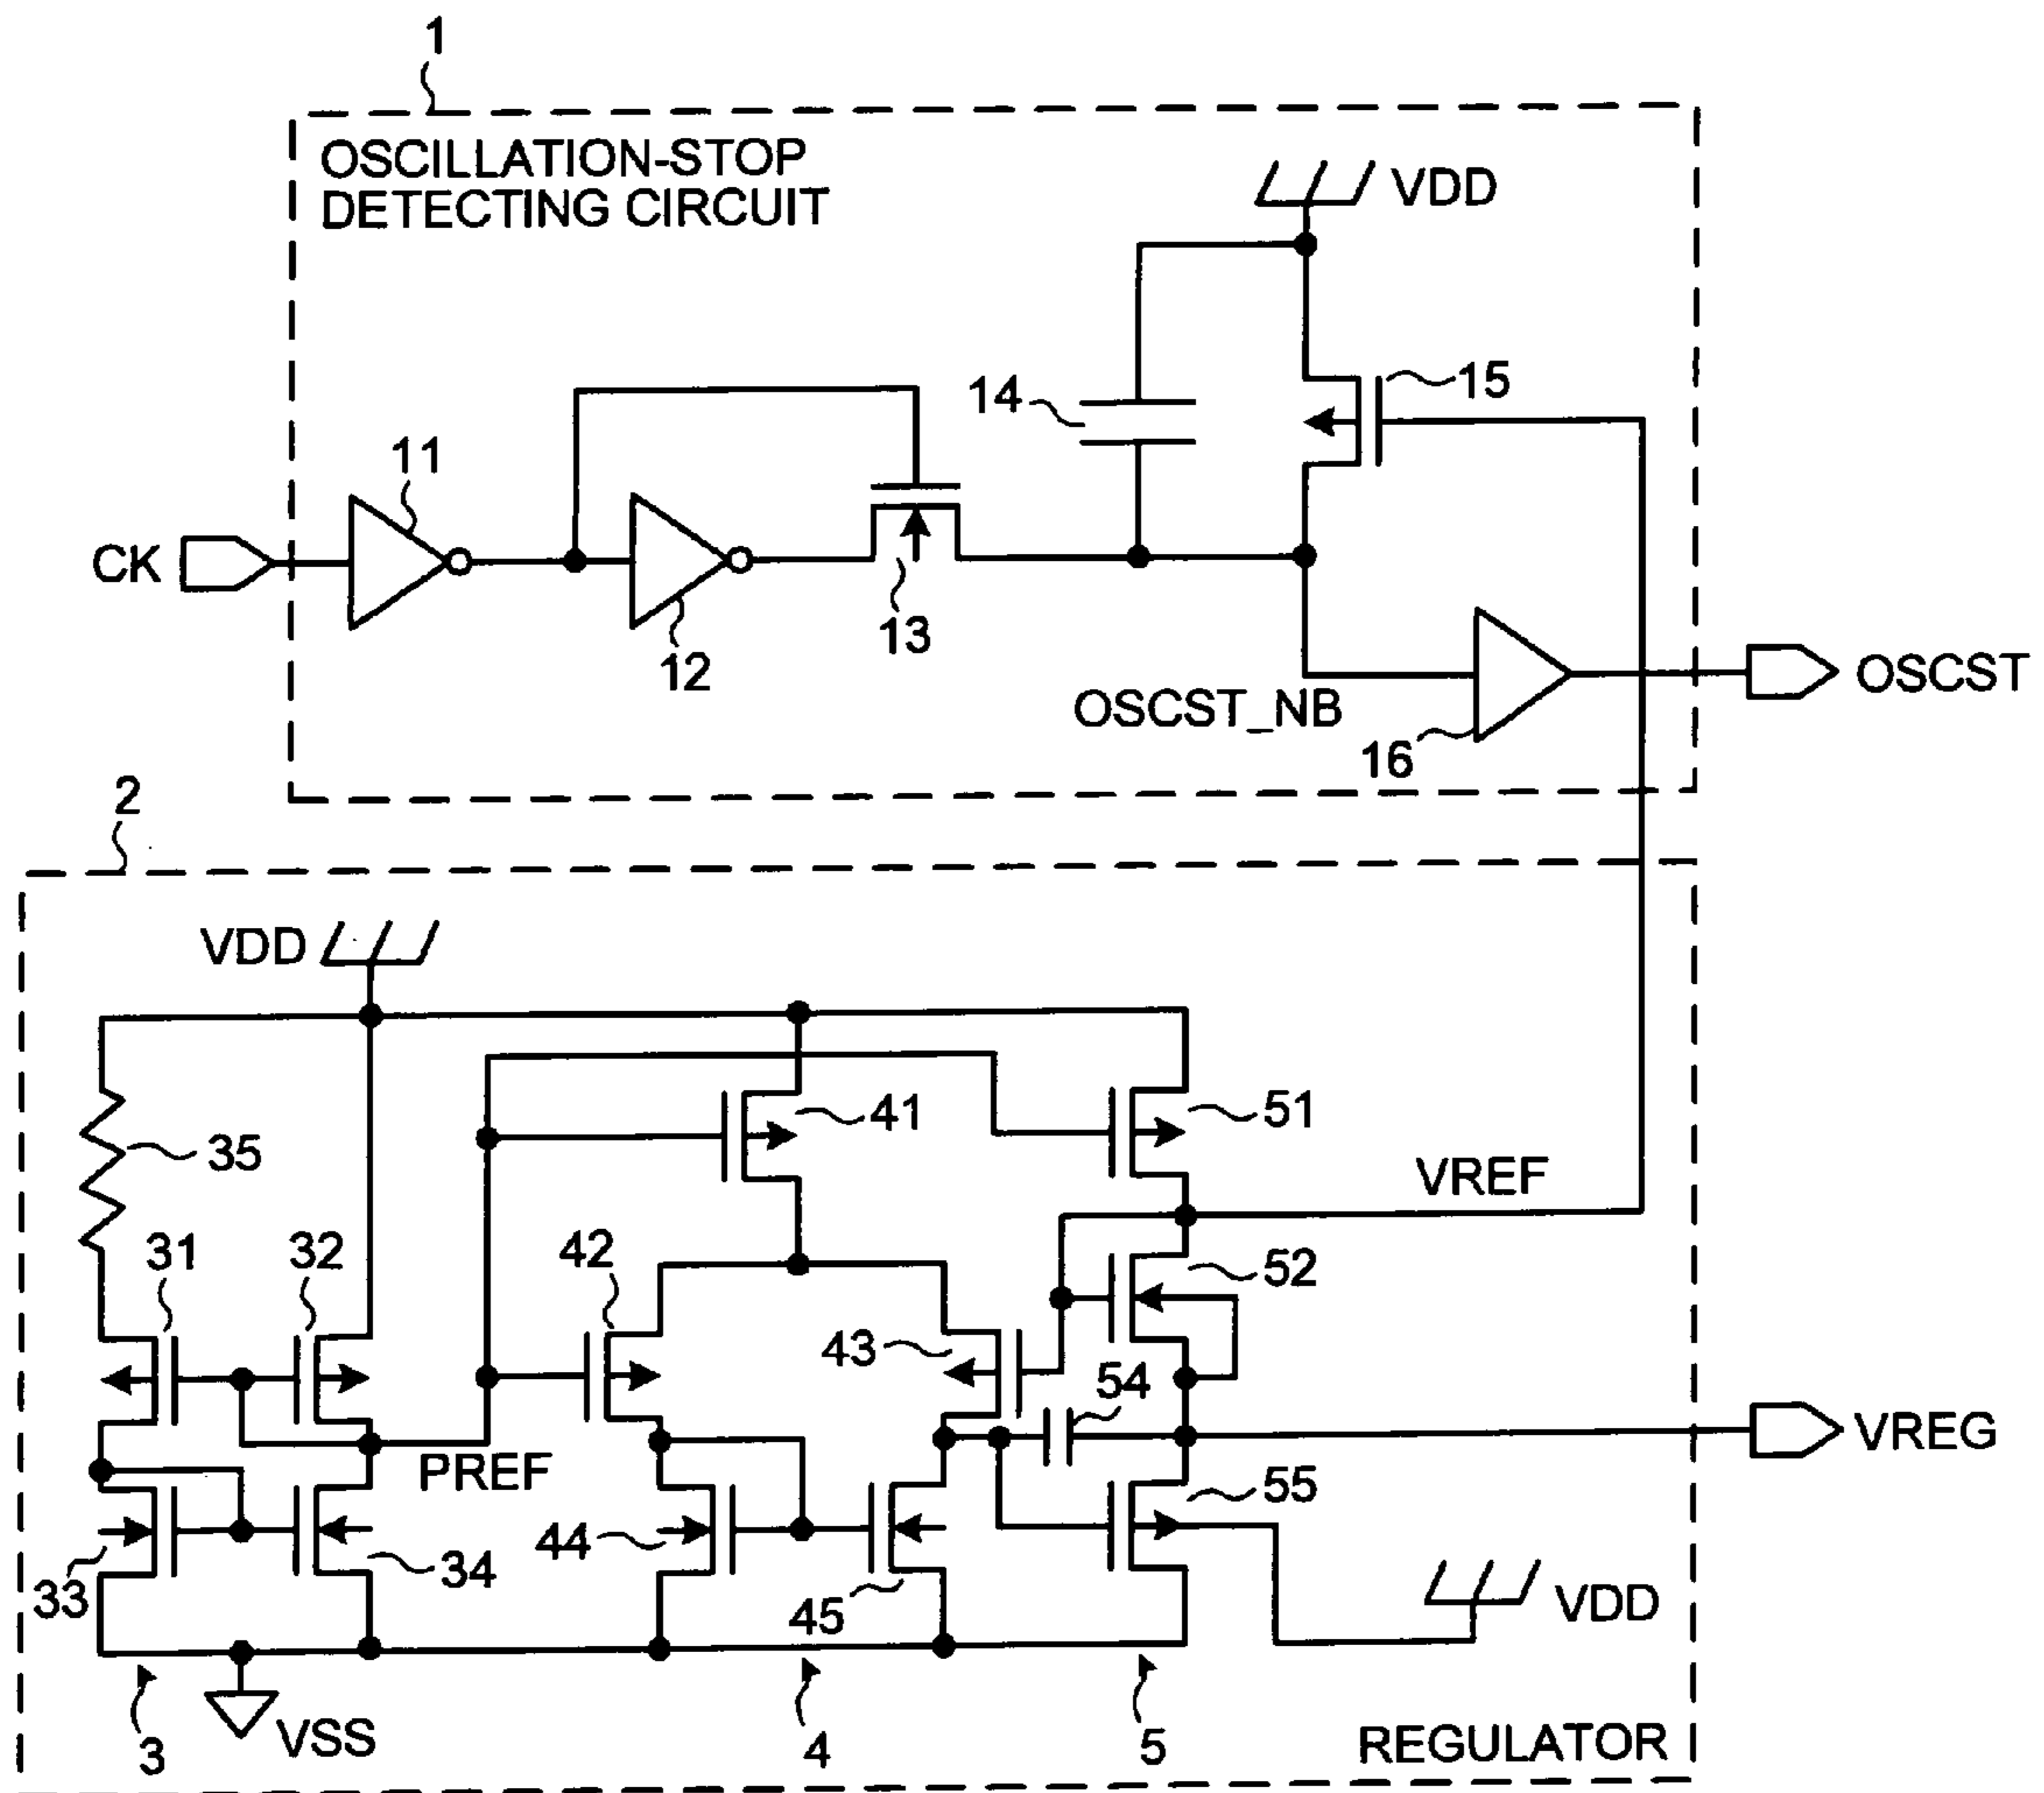 1
OSCILLATION-STOP
DETECTING CIRCUIT
VDD
14
15
11
CK
12
13
OSCST_NB
16
OSCST
2
VDD
41
51
35
VREF
31
32
42
52
43
54
VREG
PREF
55
33
34
44
45
VDD
VSS
3
4
5
REGULATOR